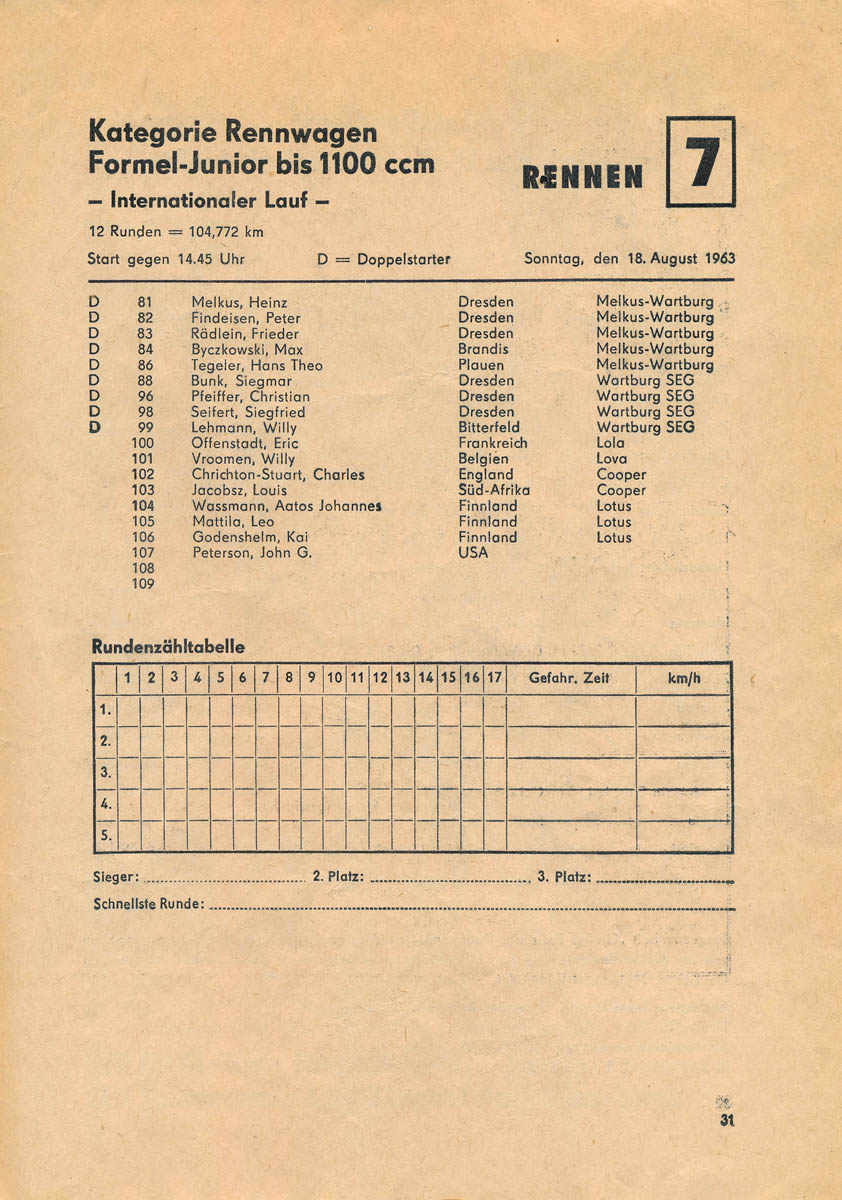 Kategorie Rennwagen
Formel-Junior bis 1100 ccm
– Internationaler Lauf –
RENNEN 7
12 Runden = 104,772 km
Start gegen 14.45 Uhr D = Doppelstarter Sonntag, den 18. August 1963
D 81 Melkus, Heinz Dresden Melkus-Wartburg
D 82 Findeisen, Peter Dresden Melkus-Wartburg
D 83 Rädlein, Frieder Dresden Melkus-Wartburg
D 84 Byczkowski, Max Brandis Melkus-Wartburg
D 86 Tegeler, Hans Theo Plauen Melkus-Wartburg
D 88 Bunk, Siegmar Dresden Wartburg SEG
D 96 Pfeiffer, Christian Dresden Wartburg SEG
D 98 Seifert, Siegfried Dresden Wartburg SEG
D 99 Lehmann, Willy Bitterfeld Wartburg SEG
100 Offenstadt, Eric Frankreich Lola
101 Vroomen, Willy Belgien Lova
102 Chrichton-Stuart, Charles England Cooper
103 Jacobsz, Louis Süd-Afrika Cooper
104 Wassmann, Aatos Johannes Finnland Lotus
105 Mattila, Leo Finnland Lotus
106 Godenshelm, Kai Finnland Lotus
107 Peterson, John G. USA
108
109
Rundenzähltabelle
1 2 3 4 5 6 7 8 9 10 11 12 13 14 15 16 17 Gefahr. Zeit km/h
1.
2.
3.
4.
5.
Sieger: 2. Platz: , 3. Platz:
Schnellste Runde:
31